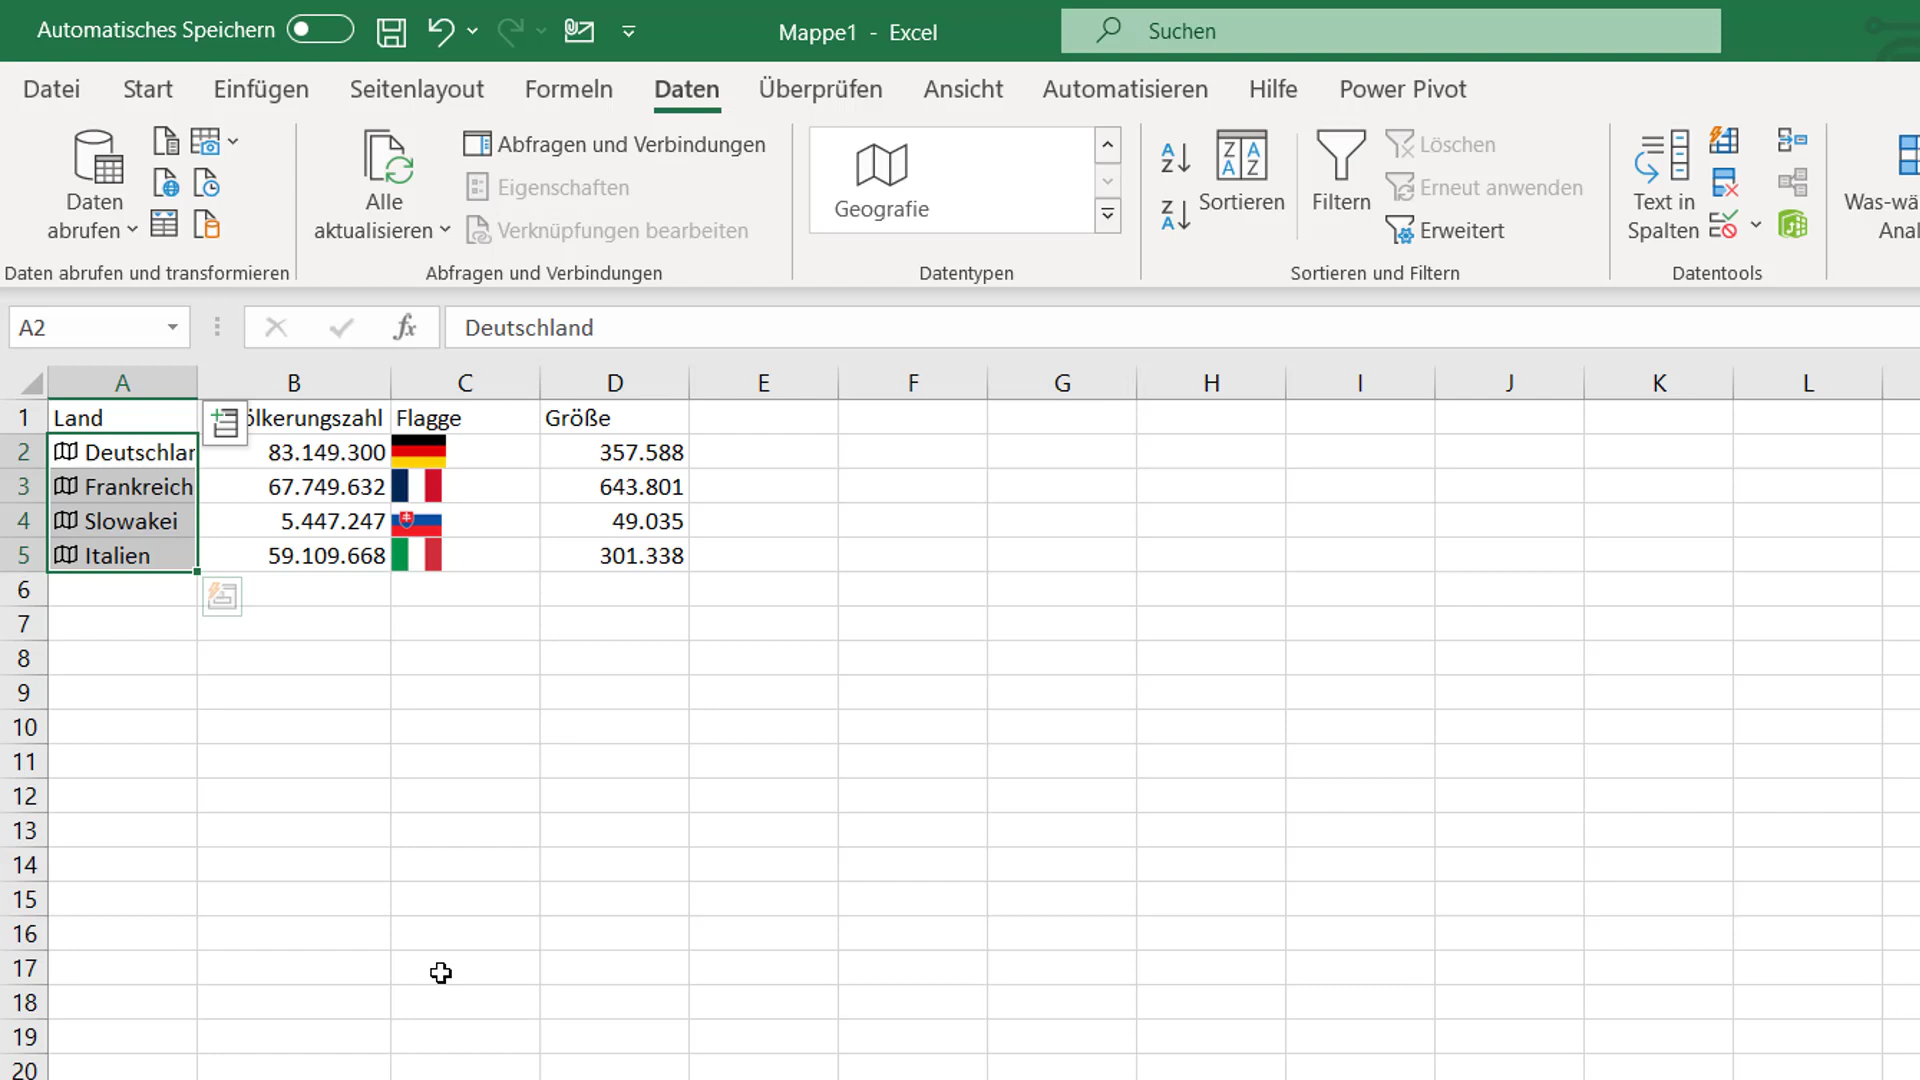 Automatisches Speichern
Mappe1 - Excel
Suchen
Datei Start Einfügen Seitenlayout Formeln Daten Überprüfen Ansicht Automatisieren Hilfe Power Pivot
Daten abrufen
Alle aktualisieren
Abfragen und Verbindungen
Eigenschaften
Verknüpfungen bearbeiten
Geografie
Sortieren
Filtern
Löschen
Erneut anwenden
Erweitert
Text in Spalten
Was-wä
Anal
Daten abrufen und transformieren
Abfragen und Verbindungen
Datentypen
Sortieren und Filtern
Datentools
A2
fx
Deutschland
A B C D E F G H I J K L
1 Land ölkerungszahl Flagge Größe
2 Deutschlan 83.149.300 357.588
3 Frankreich 67.749.632 643.801
4 Slowakei 5.447.247 49.035
5 Italien 59.109.668 301.338
6
7
8
9
10
11
12
13
14
15
16
17
18
19
20